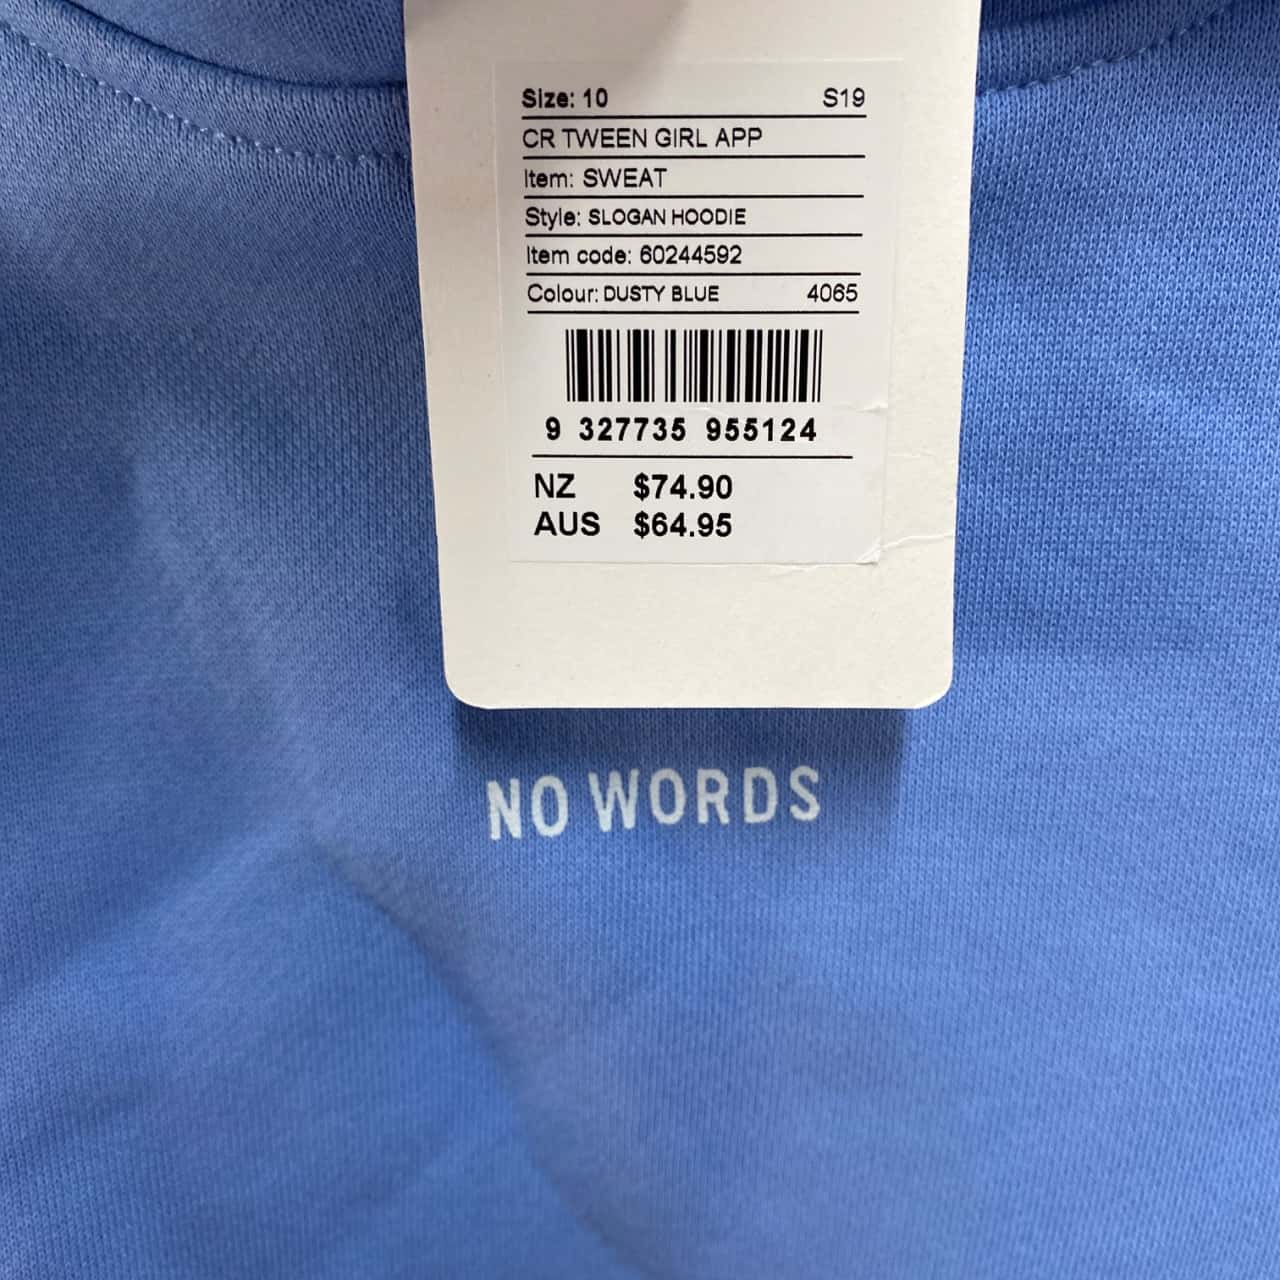 Size: 10 S19
CR TWEEN GIRL APP
Item: SWEAT
Style: SLOGAN HOODIE
Item code: 60244592
Colour: DUSTY BLUE 4065
9 327735 955124
NZ $74.90
AUS $64.95
NO WORDS